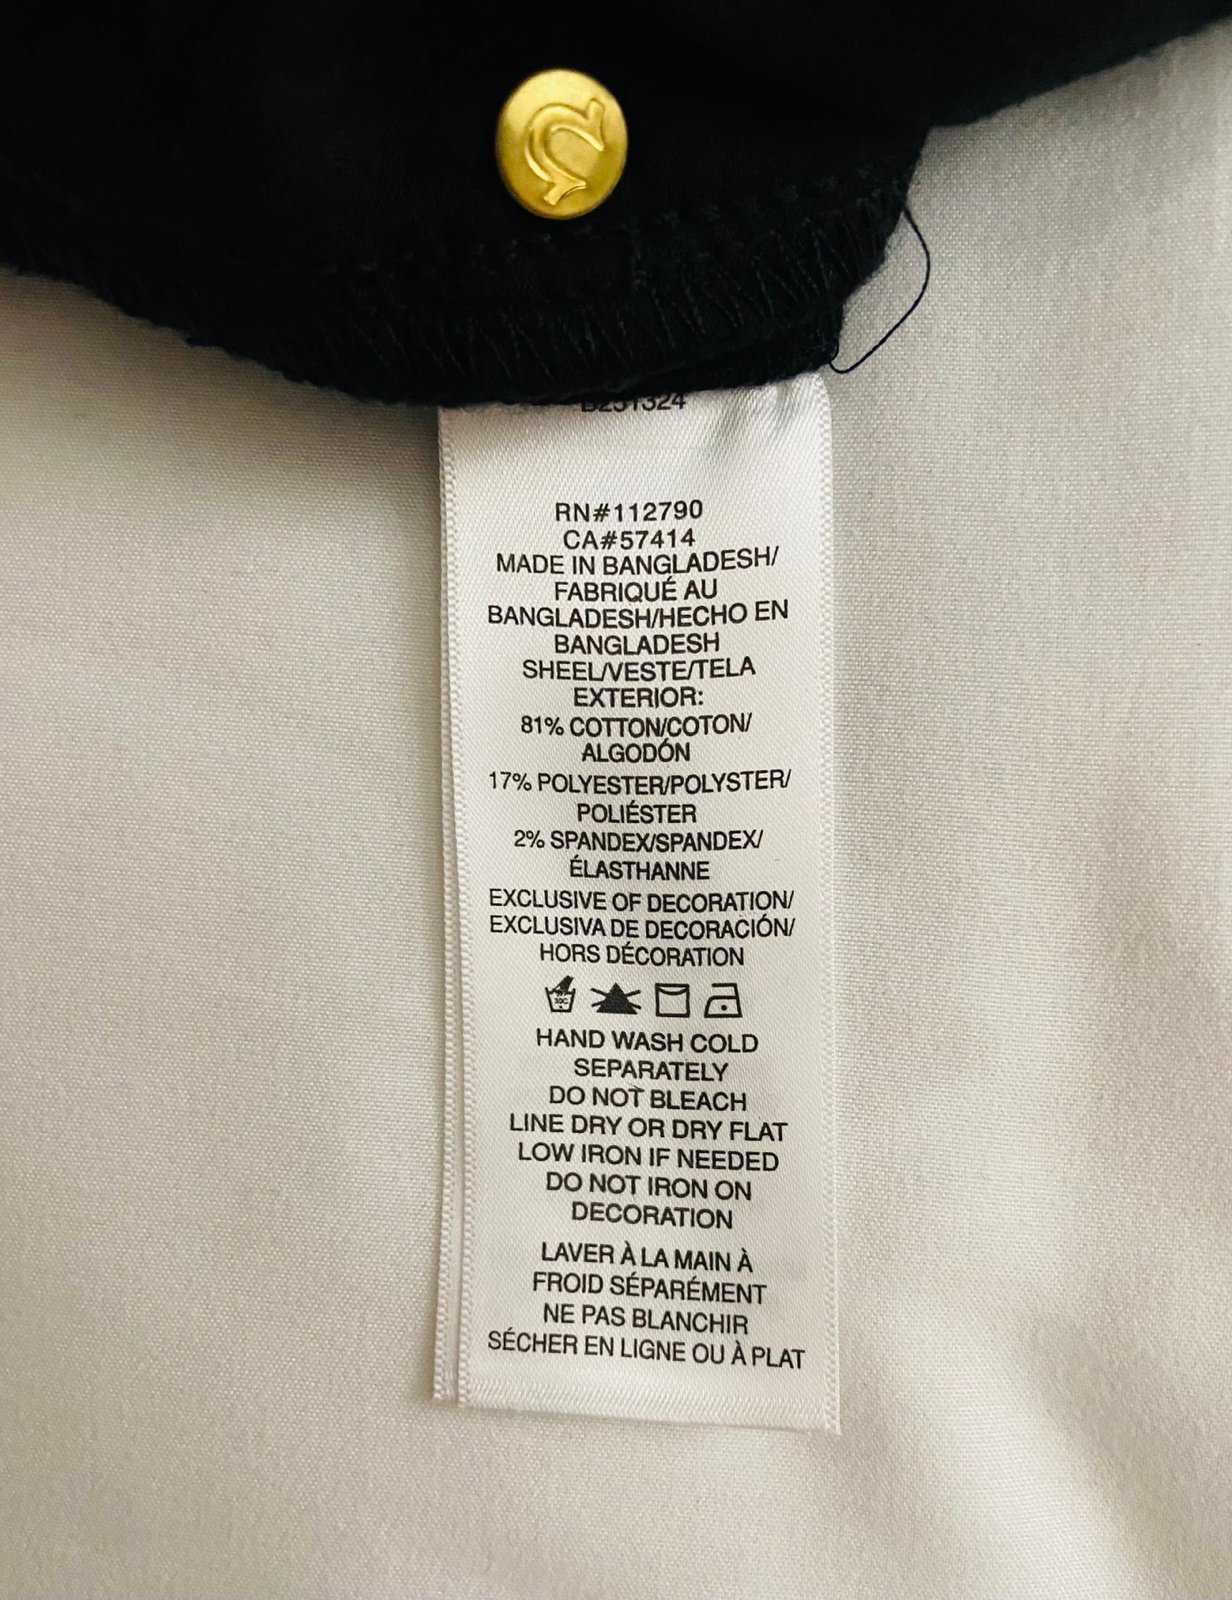 RN#112790
CA#57414
MADE IN BANGLADESH/
FABRIQUÉ AU
BANGLADESH/HECHO EN
BANGLADESH
SHEEL/VESTE/TELA
EXTERIOR:
81% COTTON/COTON/
ALGODÓN
17% POLYESTER/POLYSTER/
POLIÉSTER
2% SPANDEX/SPANDEX/
ÉLASTHANNE
EXCLUSIVE OF DECORATION/
EXCLUSIVA DE DECORACIÓN/
HORS DÉCORATION
HAND WASH COLD
SEPARATELY
DO NOT BLEACH
LINE DRY OR DRY FLAT
LOW IRON IF NEEDED
DO NOT IRON ON
DECORATION
LAVER À LA MAIN À
FROID SÉPARÉMENT
NE PAS BLANCHIR
SÉCHER EN LIGNE OU À PLAT